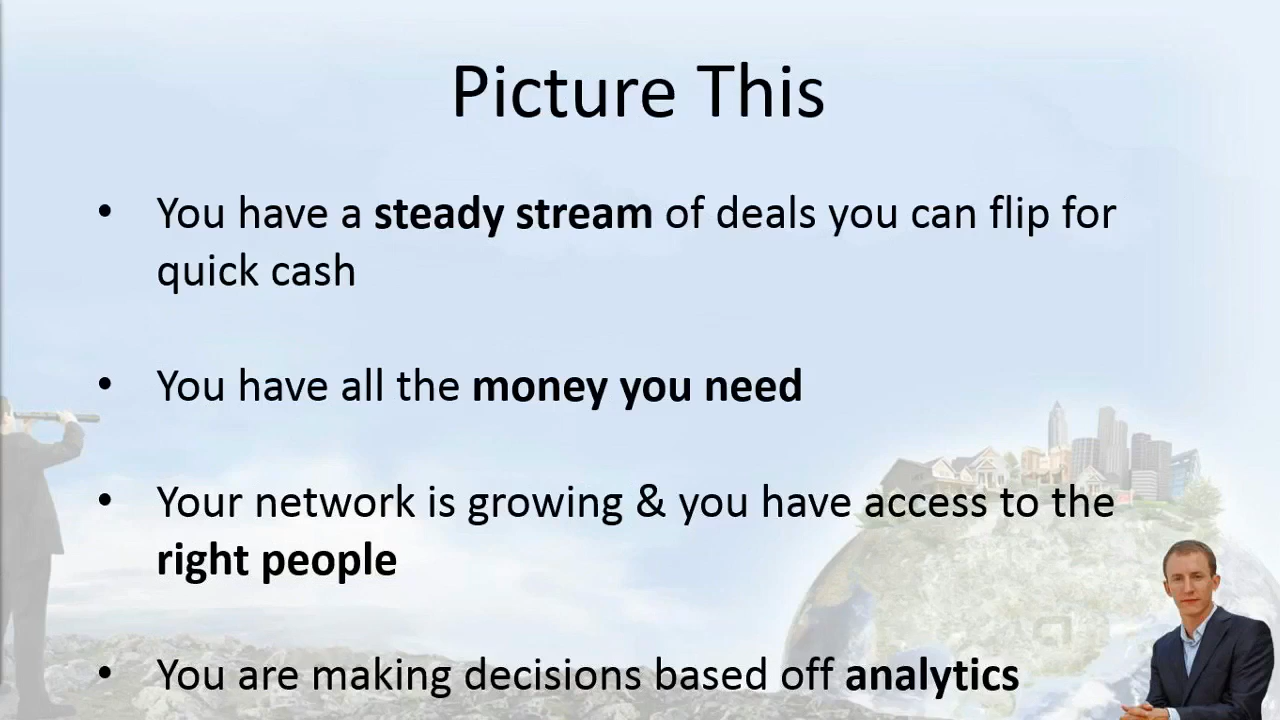 Picture This
• You have a steady stream of deals you can flip for
quick cash
• You have all the money you need
• Your network is growing & you have access to the
right people
• You are making decisions based off analytics